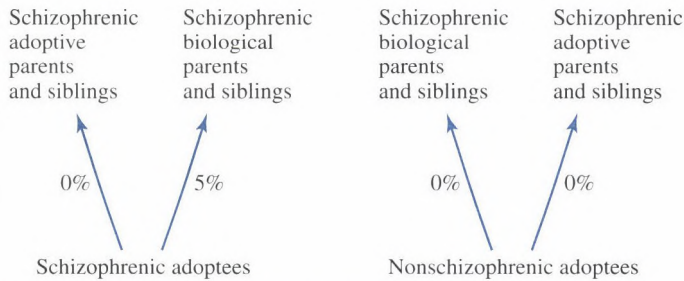 Schizophrenic
adoptive
parents
and siblings
Schizophrenic
biological
parents
and siblings
0%
5%
Schizophrenic adoptees
Schizophrenic
biological
parents
and siblings
Schizophrenic
adoptive
parents
and siblings
0%
0%
Nonschizophrenic adoptees